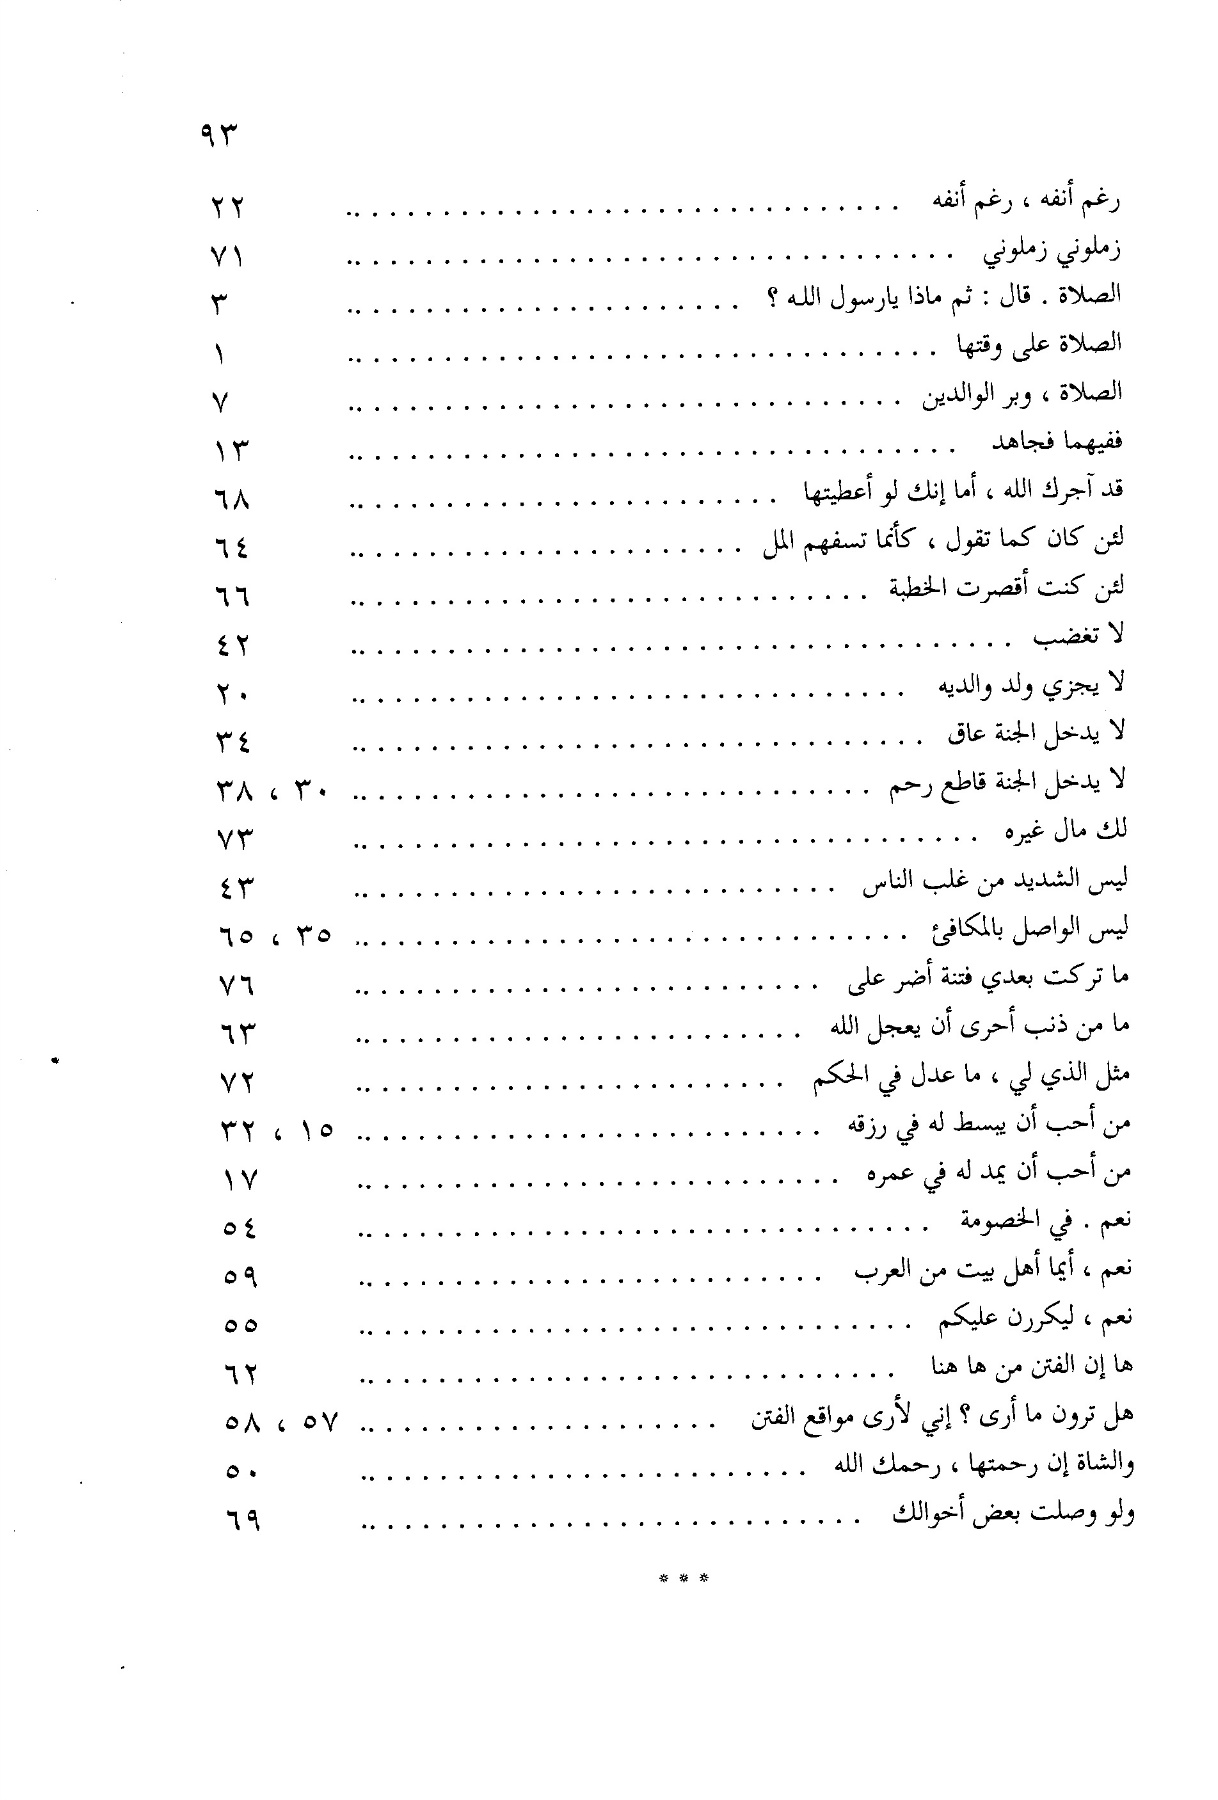 ٩٣
رغم أنفه ، رغم أنفه . . . . . . . . . . . . . . . . . . . . ٢٢
زملوني زملوني . . . . . . . . . . . . . . . . . . . . ٧١
الصلاة . قال : ثم ماذا يارسول الله ؟ . . . . . . . . . . . . . . . . . . . . ٣
الصلاة على وقتها . . . . . . . . . . . . . . . . . . . . ١
الصلاة ، وبر الوالدين . . . . . . . . . . . . . . . . . . . . ٧
ففيهما فجاهد . . . . . . . . . . . . . . . . . . . . ١٣
قد آجرك الله ، أما إنك لو أعطيتها . . . . . . . . . . . . . . . . . . . . ٦٨
لئن كان كما تقول ، كأنما تسفهم المل . . . . . . . . . . . . . . . . . . . . ٦٤
لئن كنت أقصرت الخطبة . . . . . . . . . . . . . . . . . . . . ٦٦
لا تغضب . . . . . . . . . . . . . . . . . . . . ٤٢
لا يجزي ولد والديه . . . . . . . . . . . . . . . . . . . . ٢٠
لا يدخل الجنة عاق . . . . . . . . . . . . . . . . . . . . ٣٤
لا يدخل الجنة قاطع رحم . . . . . . . . . . . . . . . . . . . . ٣٠ ، ٣٨
لك مال غيره . . . . . . . . . . . . . . . . . . . . ٧٣
ليس الشديد من غلب الناس . . . . . . . . . . . . . . . . . . . . ٤٣
ليس الواصل بالمكافئ . . . . . . . . . . . . . . . . . . . . ٣٥ ، ٦٥
ما تركت بعدي فتنة أضر على . . . . . . . . . . . . . . . . . . . . ٧٦
ما من ذنب أحرى أن يعجل الله . . . . . . . . . . . . . . . . . . . . ٦٣
مثل الذي لي ، ما عدل في الحكم . . . . . . . . . . . . . . . . . . . . ٧٢
من أحب أن يبسط له في رزقه . . . . . . . . . . . . . . . . . . . . ١٥ ، ٣٢
من أحب أن يمد له في عمره . . . . . . . . . . . . . . . . . . . . ١٧
نعم . في الخصومة . . . . . . . . . . . . . . . . . . . . ٥٤
نعم ، أيما أهل بيت من العرب . . . . . . . . . . . . . . . . . . . . ٥٩
نعم ، ليكررن عليكم . . . . . . . . . . . . . . . . . . . . ٥٥
ها إن الفتن من ها هنا . . . . . . . . . . . . . . . . . . . . ٦٢
هل ترون ما أرى ؟ إني لأرى مواقع الفتن . . . . . . . . . . . . . . . . . . . . ٥٧ ، ٥٨
والشاة إن رحمتها ، رحمك الله . . . . . . . . . . . . . . . . . . . . ٥٠
ولو وصلت بعض أخوالك . . . . . . . . . . . . . . . . . . . . ٦٩
* * *